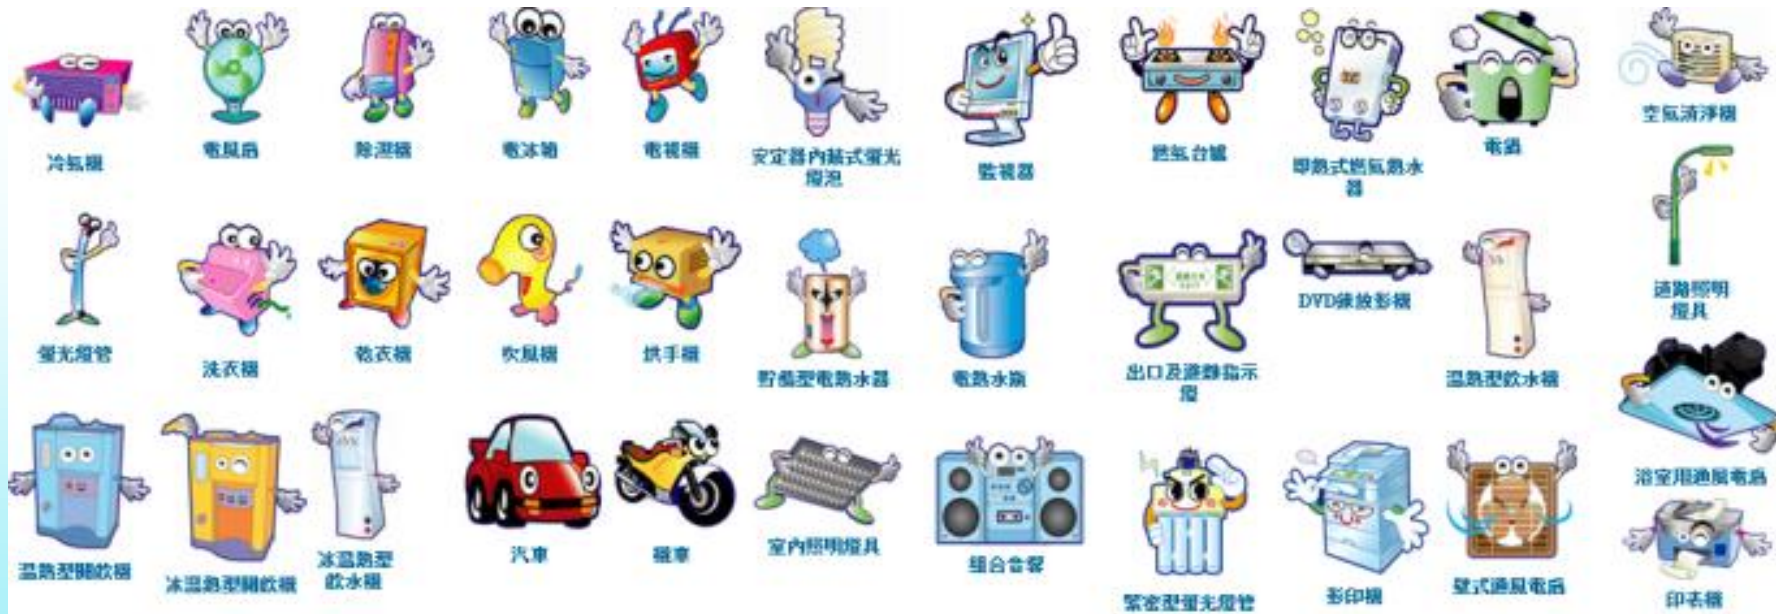 冷氣機
電風扇
除濕機
電冰箱
電視機
安定器內藏式螢光
燈泡
監視器
燃氣台爐
即熱式燃氣熱水
器
電鍋
空氣清淨機
螢光燈管
洗衣機
乾衣機
吹風機
烘手機
貯備型電熱水器
電熱水瓶
出口及避難指示
燈
DVD錄放影機
溫熱型飲水機
道路照明
燈具
溫熱型開飲機
冰溫熱型開飲機
冰溫熱型
飲水機
汽車
機車
室內照明燈具
組合音響
緊密型螢光燈管
影印機
壁式通風電扇
浴室用通風電扇
印表機